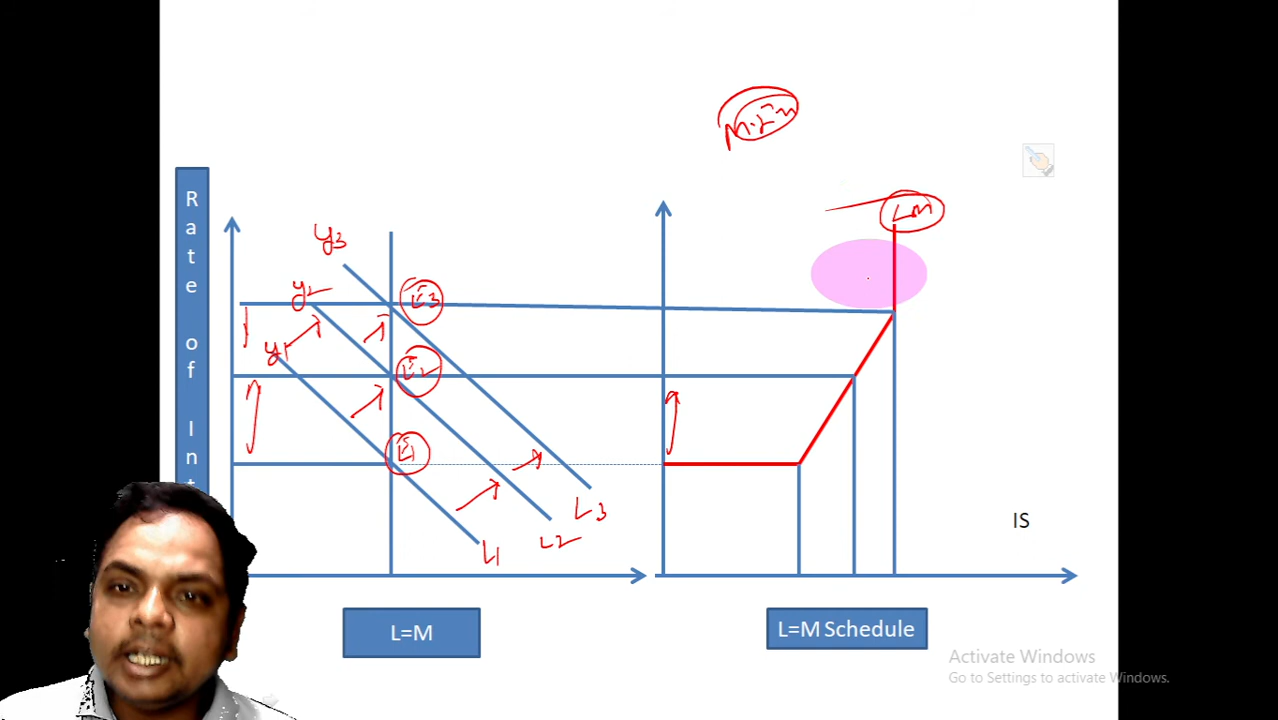 Rate of Int
y3
y2
y1
E3
E2
E1
L1
L2
L3
LM
IS
L=M
L=M Schedule
Activate Windows
Go to Settings to activate Windows.